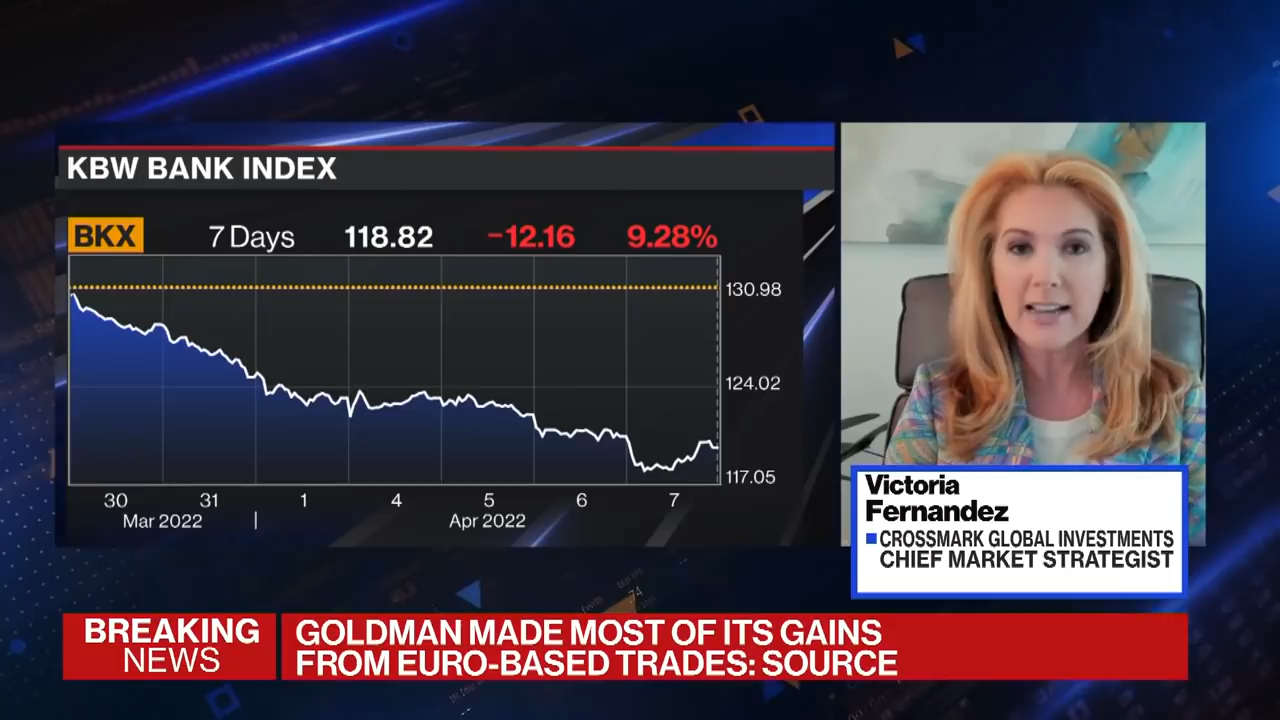 KBW BANK INDEX
BKX 7 Days 118.82 -12.16 9.28%
130.98
124.02
117.05
30 31 1 4 5 6 7
Mar 2022 | Apr 2022
Victoria
Fernandez
CROSSMARK GLOBAL INVESTMENTS
CHIEF MARKET STRATEGIST
BREAKING
NEWS
GOLDMAN MADE MOST OF ITS GAINS
FROM EURO-BASED TRADES: SOURCE